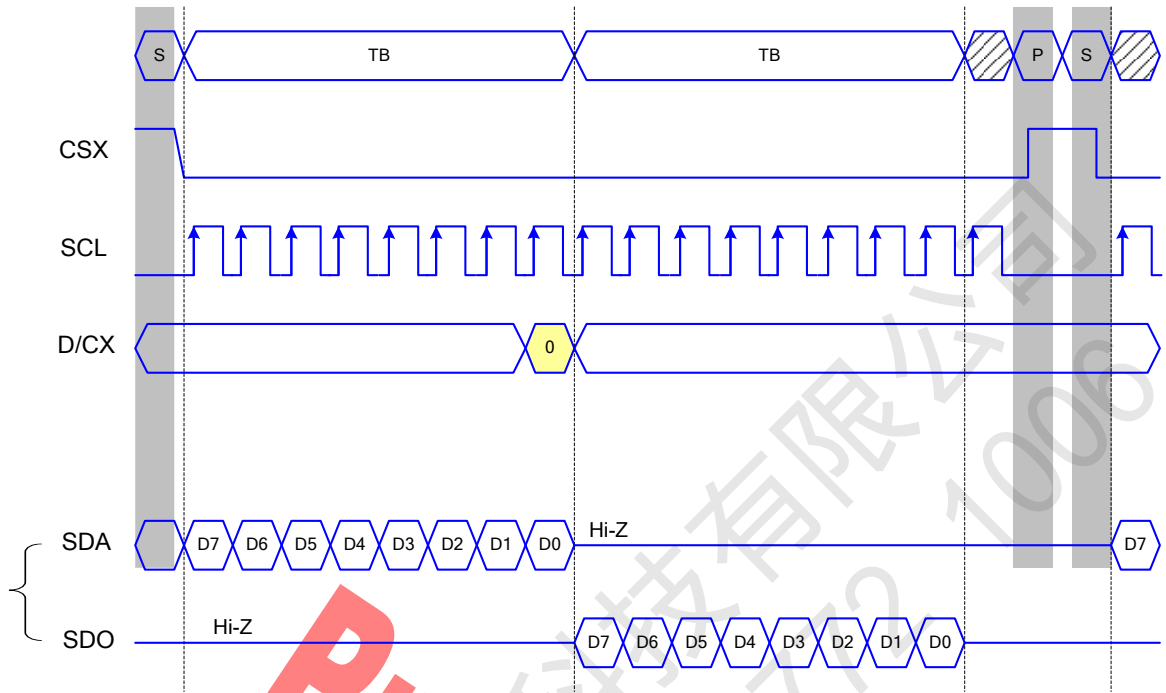 S TB TB P S
CSX
SCL
D/CX 0
SDA D7 D6 D5 D4 D3 D2 D1 D0 Hi-Z D7
SDO Hi-Z D7 D6 D5 D4 D3 D2 D1 D0
科技有限公司
1006